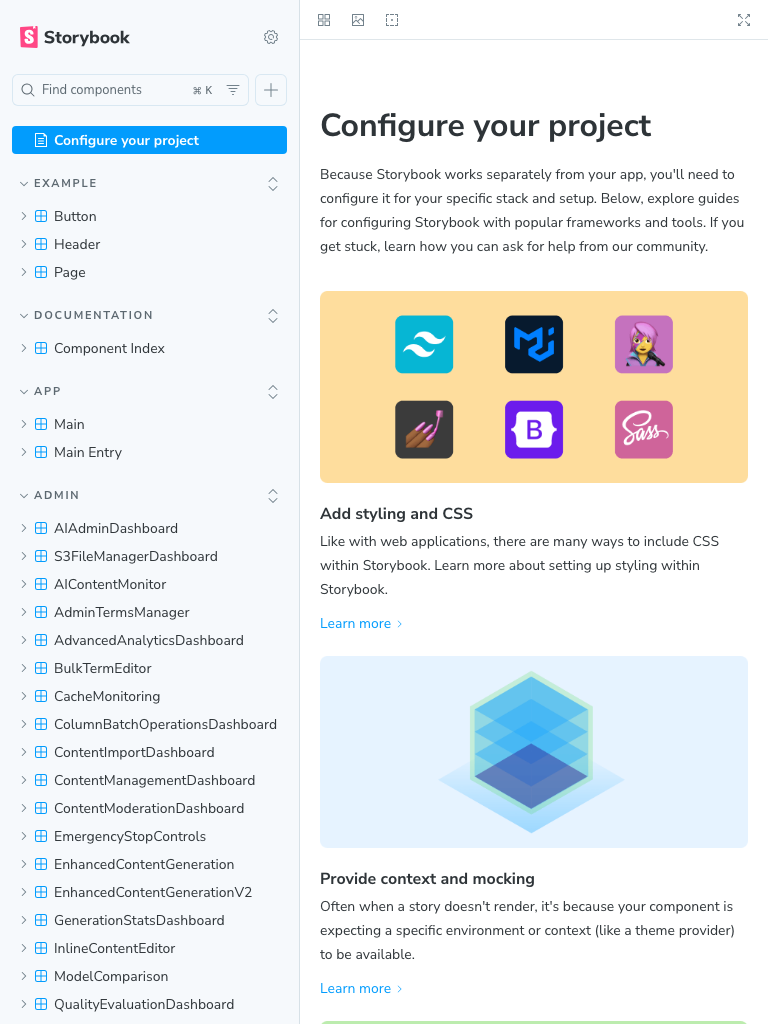 Storybook
Find components
⌘ K
Configure your project
EXAMPLE
Button
Header
Page
DOCUMENTATION
Component Index
APP
Main
Main Entry
ADMIN
AIAdminDashboard
S3FileManagerDashboard
AIContentMonitor
AdminTermsManager
AdvancedAnalyticsDashboard
BulkTermEditor
CacheMonitoring
ColumnBatchOperationsDashboard
ContentImportDashboard
ContentManagementDashboard
ContentModerationDashboard
EmergencyStopControls
EnhancedContentGeneration
EnhancedContentGenerationV2
GenerationStatsDashboard
InlineContentEditor
ModelComparison
QualityEvaluationDashboard
Configure your project
Because Storybook works separately from your app, you'll need to
configure it for your specific stack and setup. Below, explore guides
for configuring Storybook with popular frameworks and tools. If you
get stuck, learn how you can ask for help from our community.
B
Sass
Add styling and CSS
Like with web applications, there are many ways to include CSS
within Storybook. Learn more about setting up styling within
Storybook.
Learn more
Provide context and mocking
Often when a story doesn't render, it's because your component is
expecting a specific environment or context (like a theme provider)
to be available.
Learn more